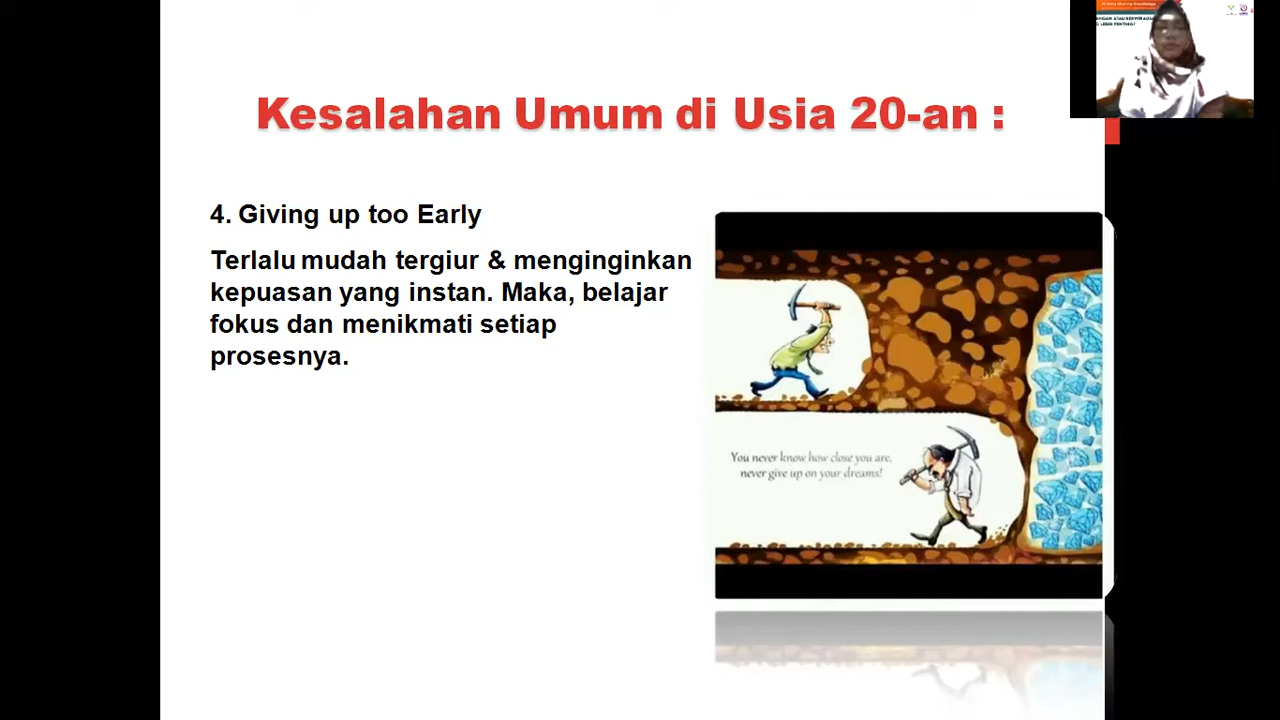 Kesalahan Umum di Usia 20-an :
4. Giving up too Early
Terlalu mudah tergiur & menginginkan
kepuasan yang instan. Maka, belajar
fokus dan menikmati setiap
prosesnya.
You never know how close you are,
never give up on your dreams!